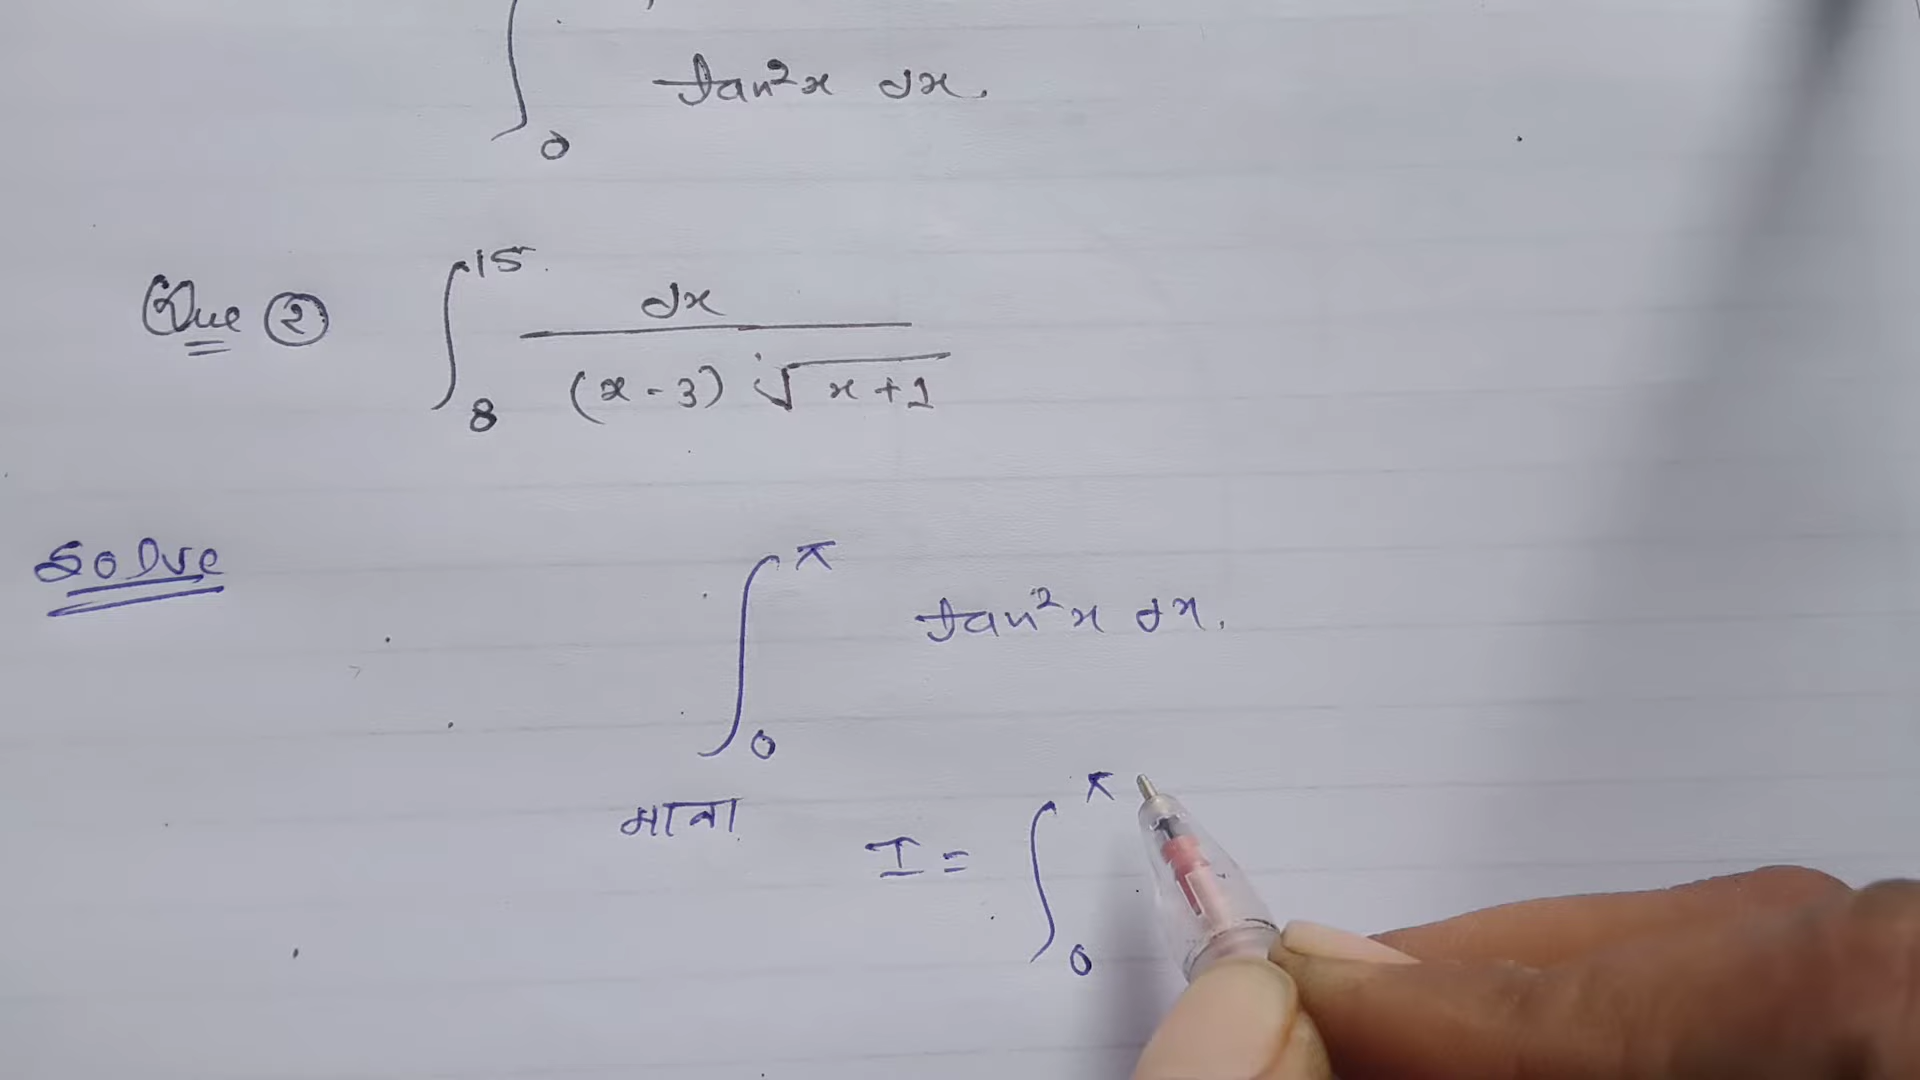 ∫₀ tan²x dx.
Que ② ∫₈¹⁵ dx / (x-3) √x+1
Solve ∫₀^π tan²x dx.
माना I = ∫₀^π